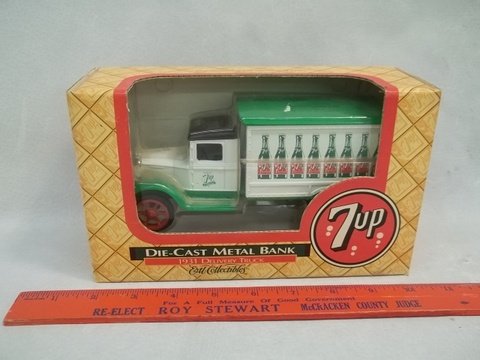 7up
7up
DIE-CAST METAL BANK
1931 DELIVERY TRUCK
Ertl Collectibles
For A Full Measure Of Good Government
RE-ELECT ROY STEWART McCRACKEN COUNTY JUDGE